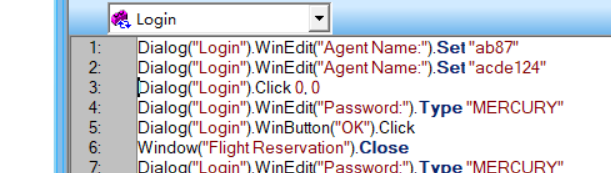 Login
1: Dialog("Login").WinEdit("Agent Name:").Set "ab87"
2: Dialog("Login").WinEdit("Agent Name:").Set "acde124"
3: Dialog("Login").Click 0, 0
4: Dialog("Login").WinEdit("Password:").Type "MERCURY"
5: Dialog("Login").WinButton("OK").Click
6: Window("Flight Reservation").Close
7: Dialog("Login").WinEdit("Password:").Type "MERCURY"